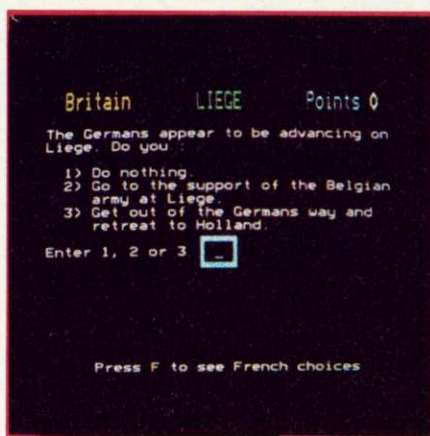 Britain LIEGE Points 0
The Germans appear to be advancing on
Liege. Do you :
1) Do nothing.
2) Go to the support of the Belgian
army at Liege.
3) Get out of the Germans way and
retreat to Holland.
Enter 1, 2 or 3 _
Press F to see French choices